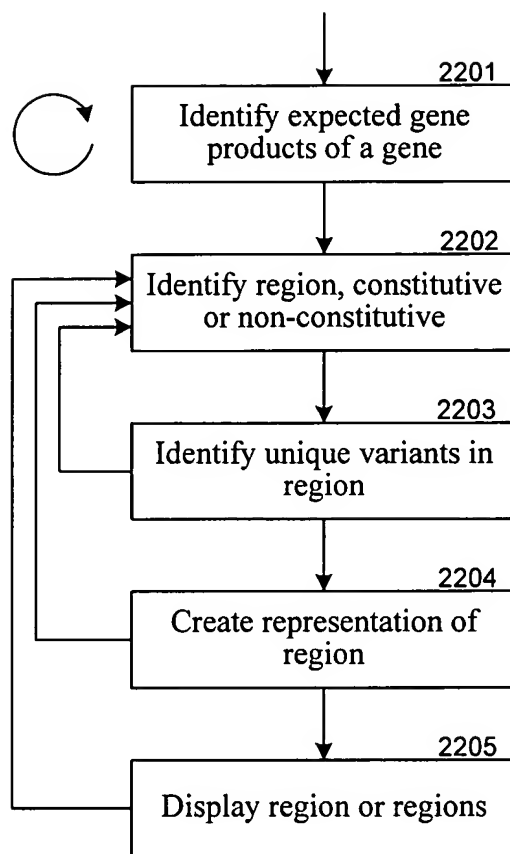 2201
Identify expected gene
products of a gene
2202
Identify region, constitutive
or non-constitutive
2203
Identify unique variants in
region
2204
Create representation of
region
2205
Display region or regions